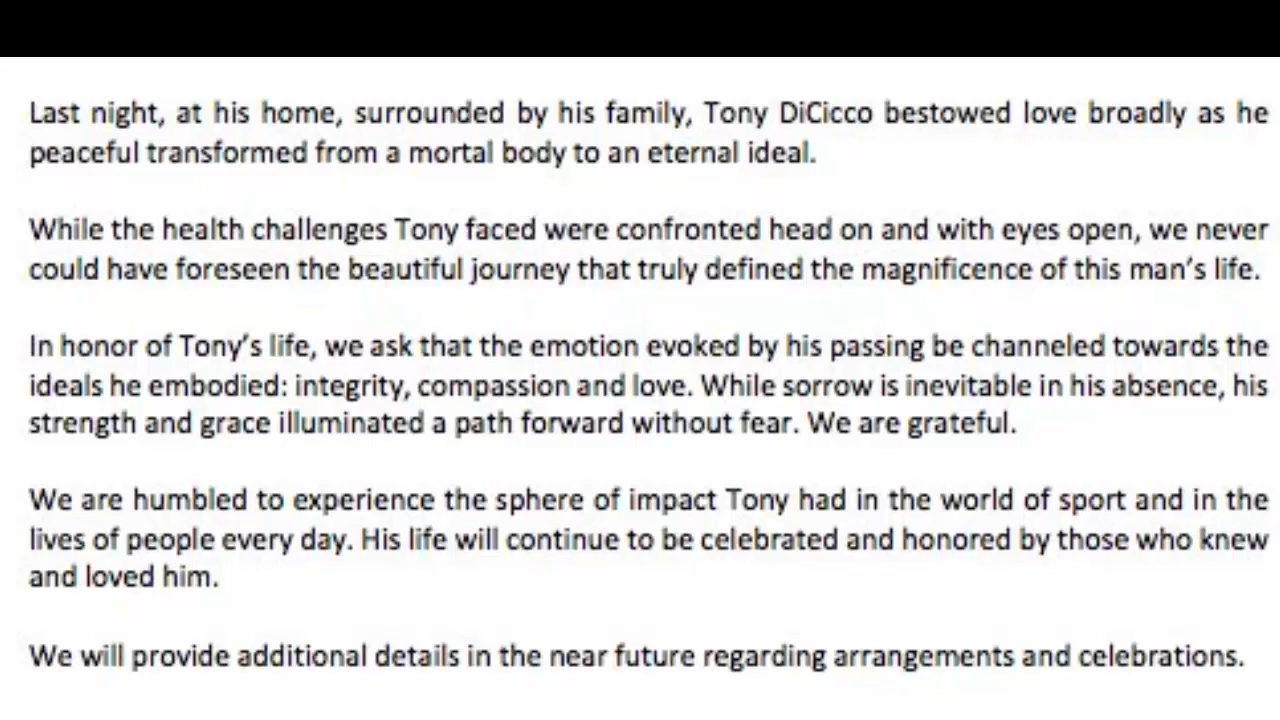 Last night, at his home, surrounded by his family, Tony DiCicco bestowed love broadly as he
peaceful transformed from a mortal body to an eternal ideal.
While the health challenges Tony faced were confronted head on and with eyes open, we never
could have foreseen the beautiful journey that truly defined the magnificence of this man's life.
In honor of Tony's life, we ask that the emotion evoked by his passing be channeled towards the
ideals he embodied: integrity, compassion and love. While sorrow is inevitable in his absence, his
strength and grace illuminated a path forward without fear. We are grateful.
We are humbled to experience the sphere of impact Tony had in the world of sport and in the
lives of people every day. His life will continue to be celebrated and honored by those who knew
and loved him.
We will provide additional details in the near future regarding arrangements and celebrations.